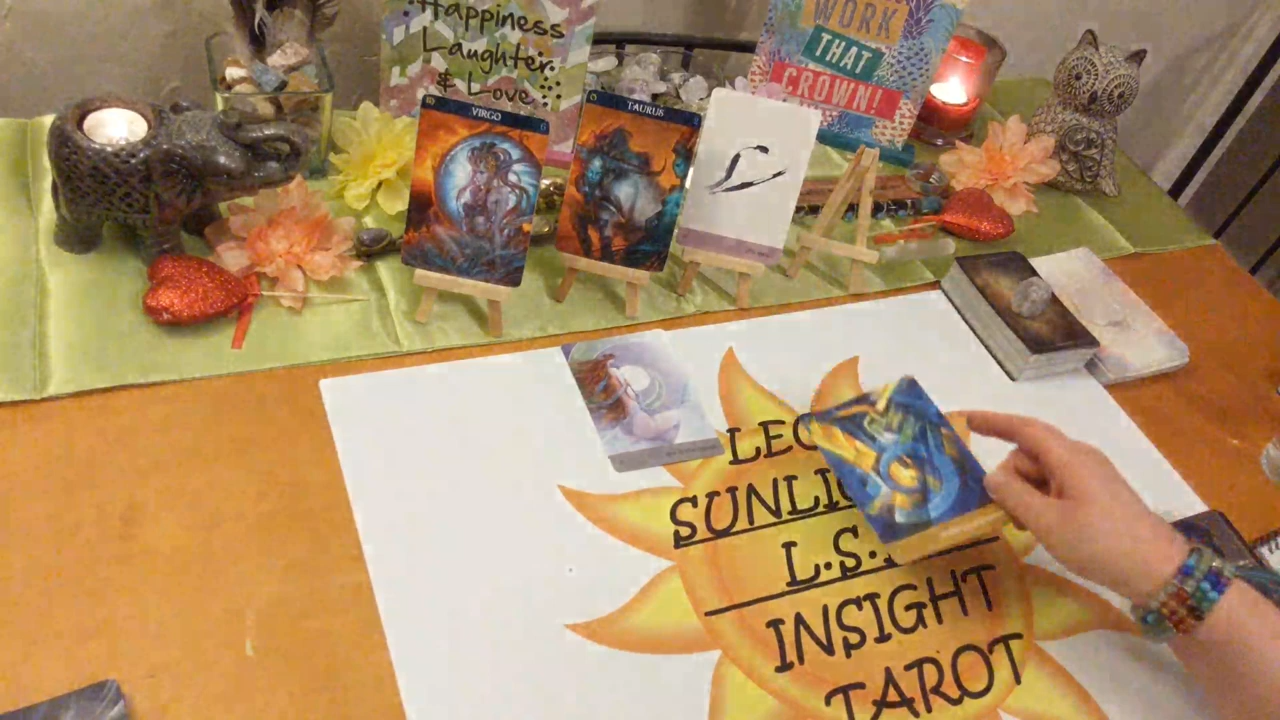 Happiness
Laughter
& Love
WORK
THAT
CROWN!
VIRGO
TAURUS
LEO
SUNLI
L.S.
INSIGHT
TAROT